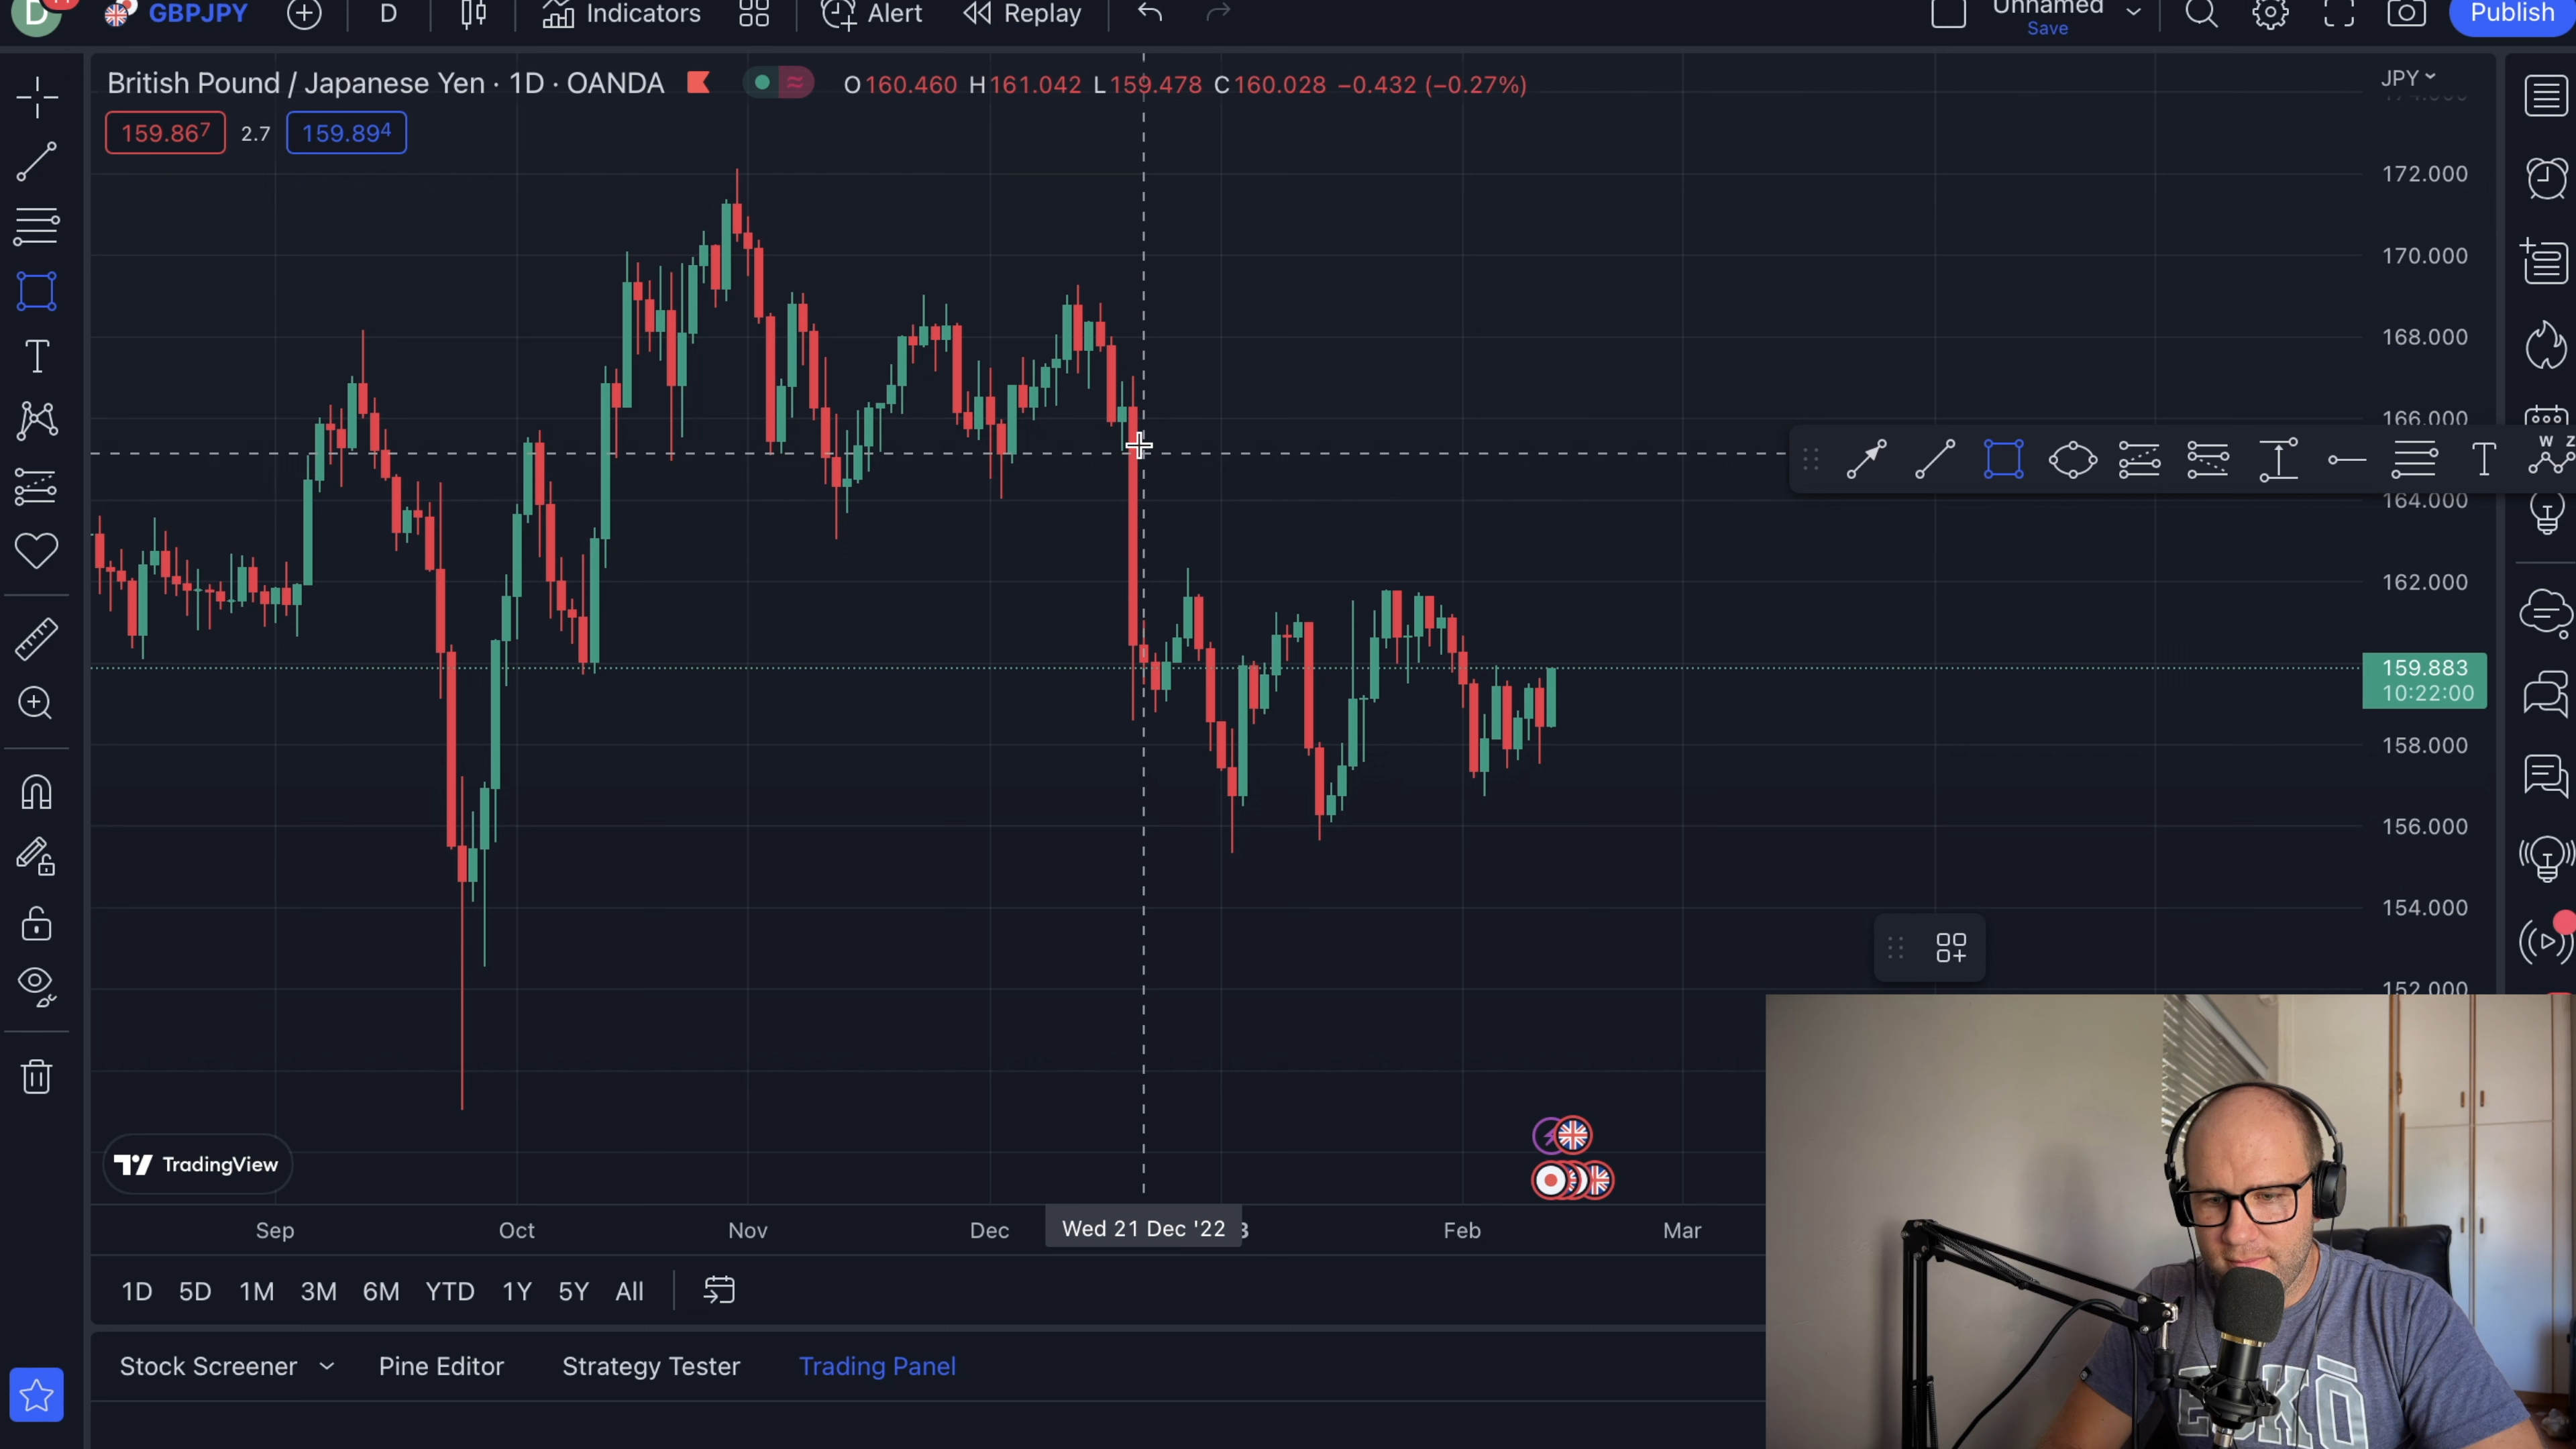 D
11
GBPJPY
D
Indicators
Alert
Replay
Unnamed
Save
Publish
British Pound / Japanese Yen · 1D · OANDA
O160.460 H161.042 L159.478 C160.028 −0.432 (−0.27%)
JPY
159.867
2.7
159.894
172.000
170.000
168.000
166.000
164.000
162.000
159.883
10:22:00
158.000
156.000
154.000
152.000
T
T
W Z
TradingView
Sep
Oct
Nov
Dec
Wed 21 Dec '22
3
Feb
Mar
1D
5D
1M
3M
6M
YTD
1Y
5Y
All
Stock Screener
Pine Editor
Strategy Tester
Trading Panel